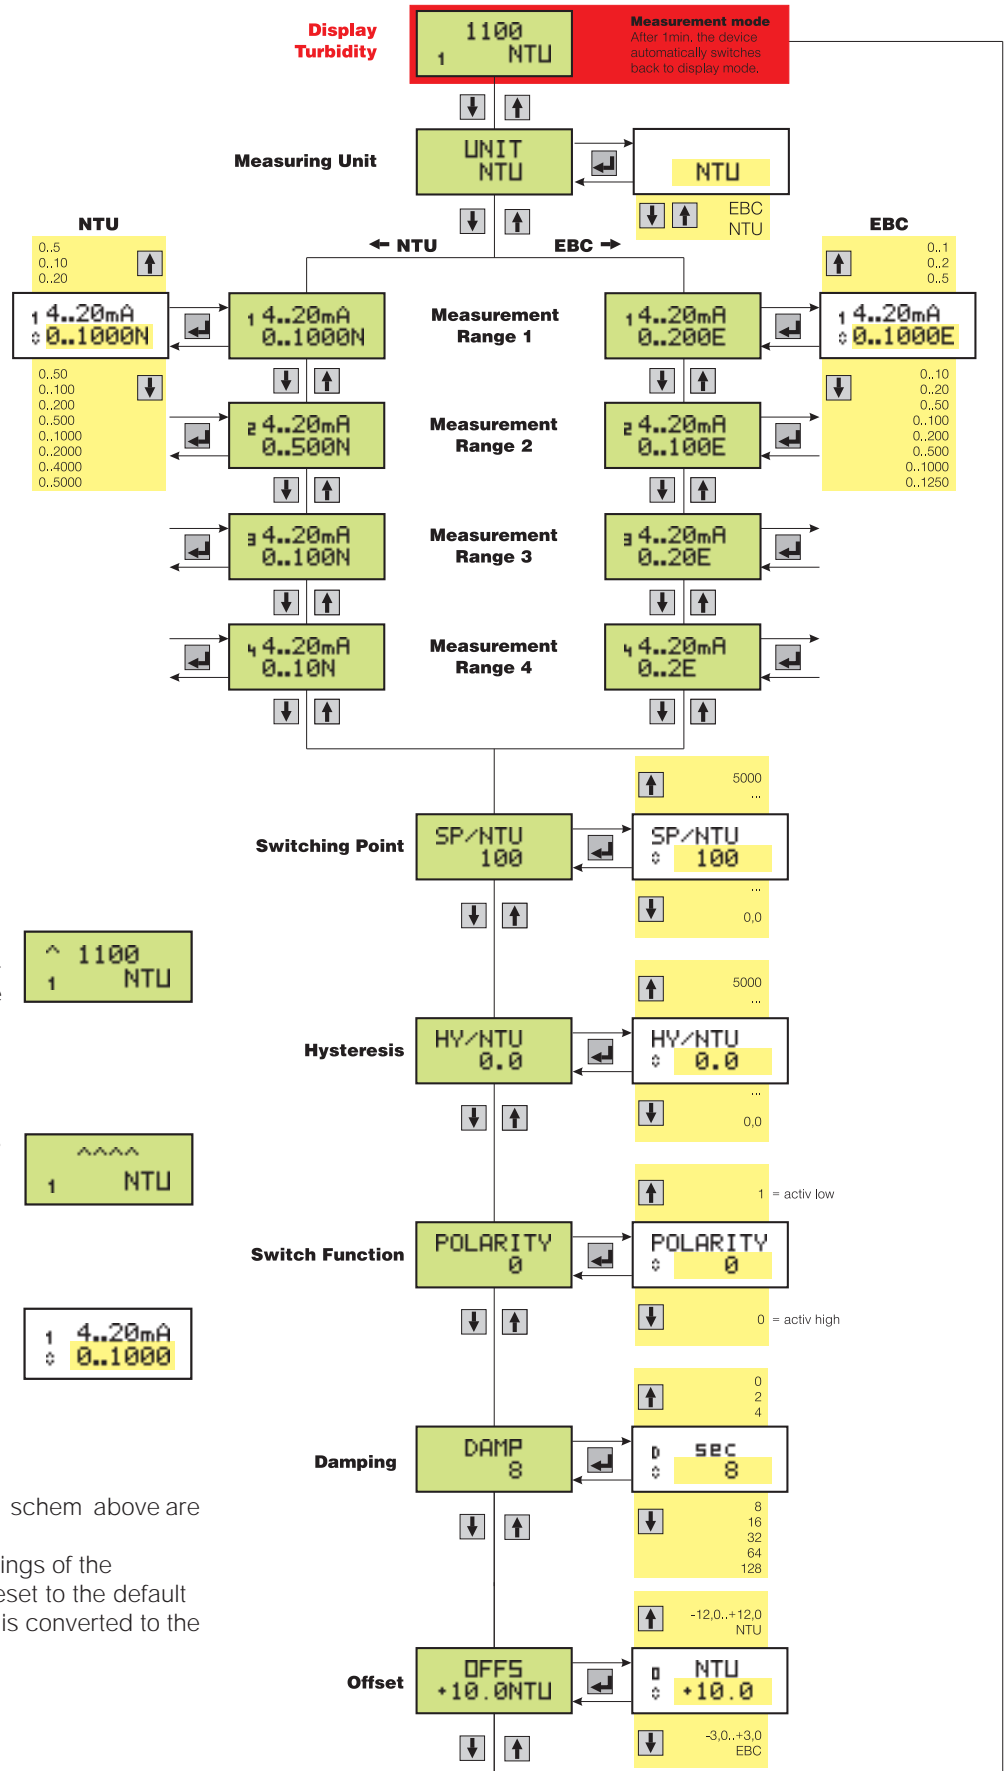 Display
Turbidity
1100
1 NTU
Measurement mode
After 1min. the device
automatically switches
back to display mode.
Measuring Unit
UNIT
NTU
NTU
EBC
NTU
NTU
← NTU
EBC →
EBC
0..5
0..10
0..20
0..1
0..2
0..5
1 4..20mA
0..1000N
1 4..20mA
0..1000N
Measurement
Range 1
1 4..20mA
0..200E
1 4..20mA
0..1000E
0..50
0..100
0..200
0..500
0..1000
0..2000
0..4000
0..5000
2 4..20mA
0..500N
Measurement
Range 2
2 4..20mA
0..100E
0..10
0..20
0..50
0..100
0..200
0..500
0..1000
0..1250
3 4..20mA
0..100N
Measurement
Range 3
3 4..20mA
0..20E
4 4..20mA
0..10N
Measurement
Range 4
4 4..20mA
0..2E
5000
...
Switching Point
SP/NTU
100
SP/NTU
100
...
0,0
^ 1100
1 NTU
5000
...
Hysteresis
HY/NTU
0.0
HY/NTU
0.0
...
0,0
^^^^
1 NTU
1 = activ low
Switch Function
POLARITY
0
POLARITY
0
0 = activ high
1 4..20mA
0..1000
0
2
4
Damping
DAMP
8
D sec
8
8
16
32
64
128
schem above are
ings of the
eset to the default
is converted to the
-12,0..+12,0
NTU
Offset
OFFS
+10.0NTU
O NTU
+10.0
-3,0..+3,0
EBC